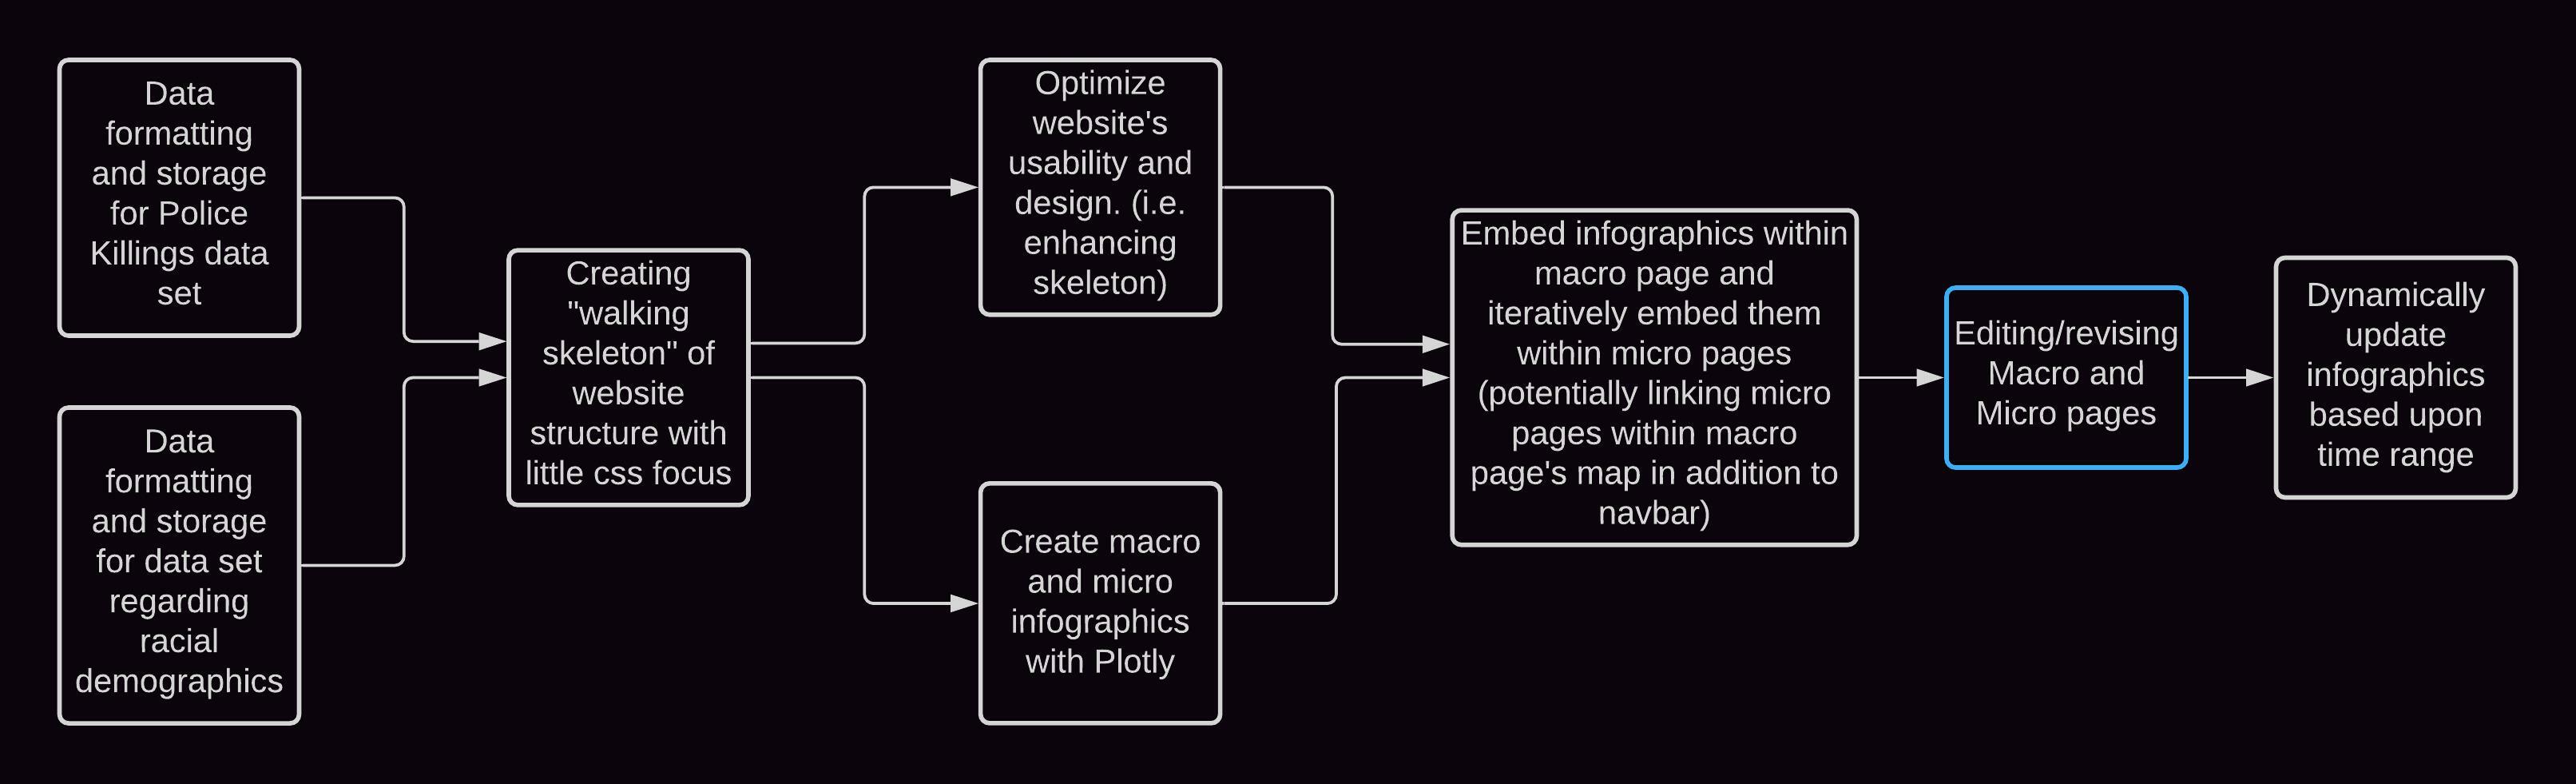 Data
formatting
and storage
for Police
Killings data
set
Data
formatting
and storage
for data set
regarding
racial
demographics
Creating
"walking
skeleton" of
website
structure with
little css focus
Optimize
website's
usability and
design. (i.e.
enhancing
skeleton)
Create macro
and micro
infographics
with Plotly
Embed infographics within
macro page and
iteratively embed them
within micro pages
(potentially linking micro
pages within macro
page's map in addition to
navbar)
Editing/revising
Macro and
Micro pages
Dynamically
update
infographics
based upon
time range